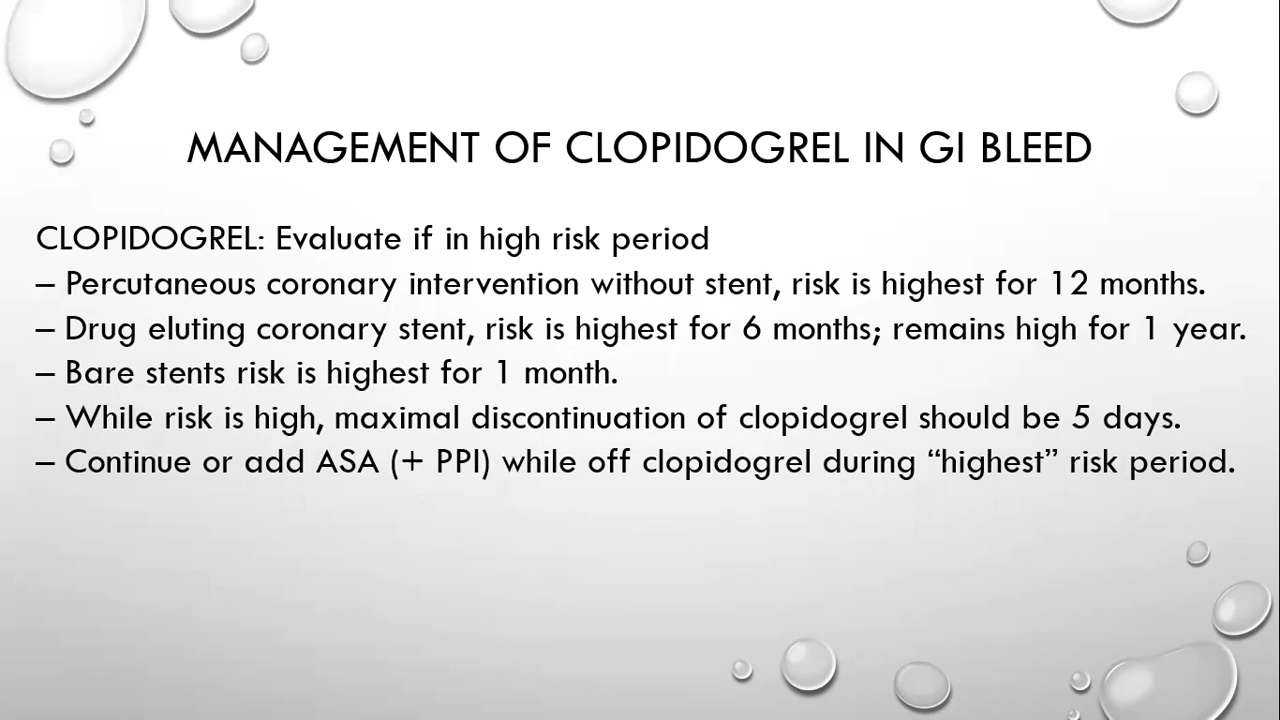 MANAGEMENT OF CLOPIDOGREL IN GI BLEED
CLOPIDOGREL: Evaluate if in high risk period
– Percutaneous coronary intervention without stent, risk is highest for 12 months.
– Drug eluting coronary stent, risk is highest for 6 months; remains high for 1 year.
– Bare stents risk is highest for 1 month.
– While risk is high, maximal discontinuation of clopidogrel should be 5 days.
– Continue or add ASA (+ PPI) while off clopidogrel during “highest” risk period.